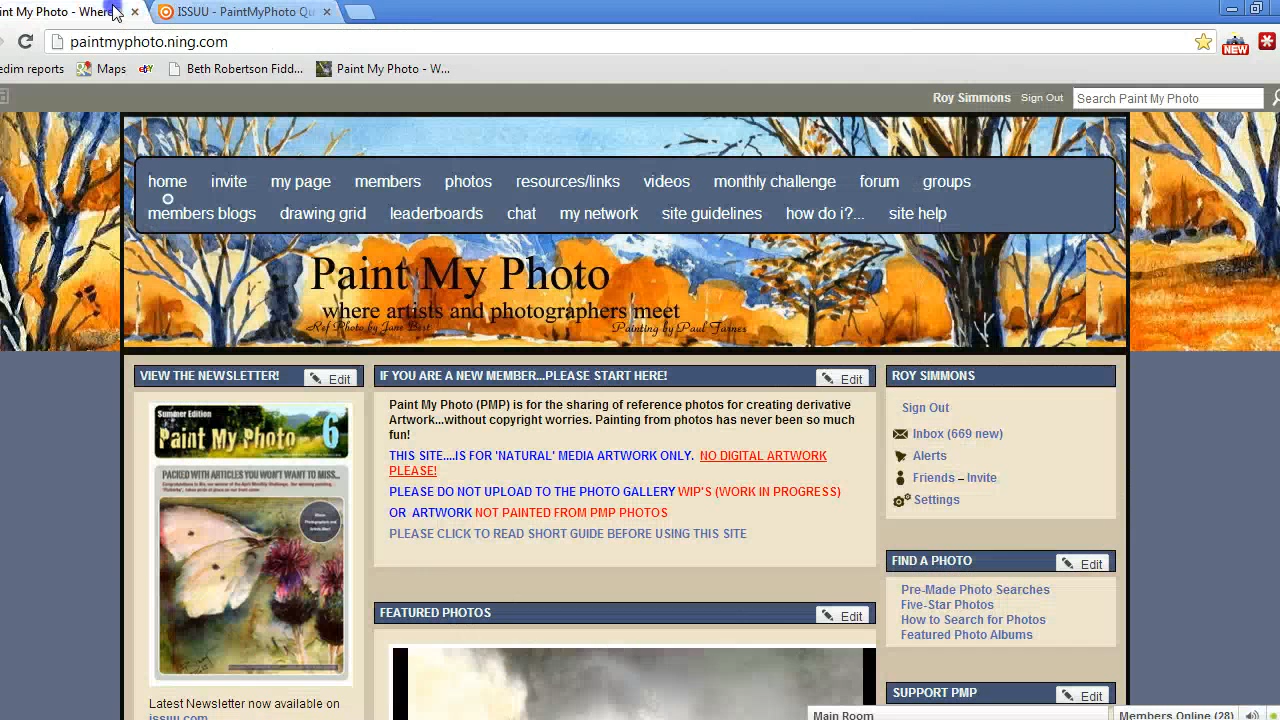 int My Photo - Where
ISSUU - PaintMyPhoto Qu
paintmyphoto.ning.com
NEW
edim reports
Maps
ebY
Beth Robertson Fidd...
Paint My Photo - W...
Roy Simmons
Sign Out
Search Paint My Photo
home invite my page members photos resources/links videos monthly challenge forum groups
members blogs drawing grid leaderboards chat my network site guidelines how do i?... site help
Paint My Photo
where artists and photographers meet
Ref Photo by Jane Best
Painting by Paul Farnes
VIEW THE NEWSLETTER!
Edit
Summer Edition
Paint My Photo 6
PACKED WITH ARTICLES YOU WON'T WANT TO MISS...
Latest Newsletter now available on
issuu.com
IF YOU ARE A NEW MEMBER...PLEASE START HERE!
Edit
Paint My Photo (PMP) is for the sharing of reference photos for creating derivative
Artwork...without copyright worries. Painting from photos has never been so much
fun!
THIS SITE....IS FOR 'NATURAL' MEDIA ARTWORK ONLY. NO DIGITAL ARTWORK
PLEASE!
PLEASE DO NOT UPLOAD TO THE PHOTO GALLERY WIP'S (WORK IN PROGRESS)
OR ARTWORK NOT PAINTED FROM PMP PHOTOS
PLEASE CLICK TO READ SHORT GUIDE BEFORE USING THIS SITE
FEATURED PHOTOS
Edit
ROY SIMMONS
Sign Out
Inbox (669 new)
Alerts
Friends – Invite
Settings
FIND A PHOTO
Edit
Pre-Made Photo Searches
Five-Star Photos
How to Search for Photos
Featured Photo Albums
SUPPORT PMP
Edit
Main Room
Members Online (28)